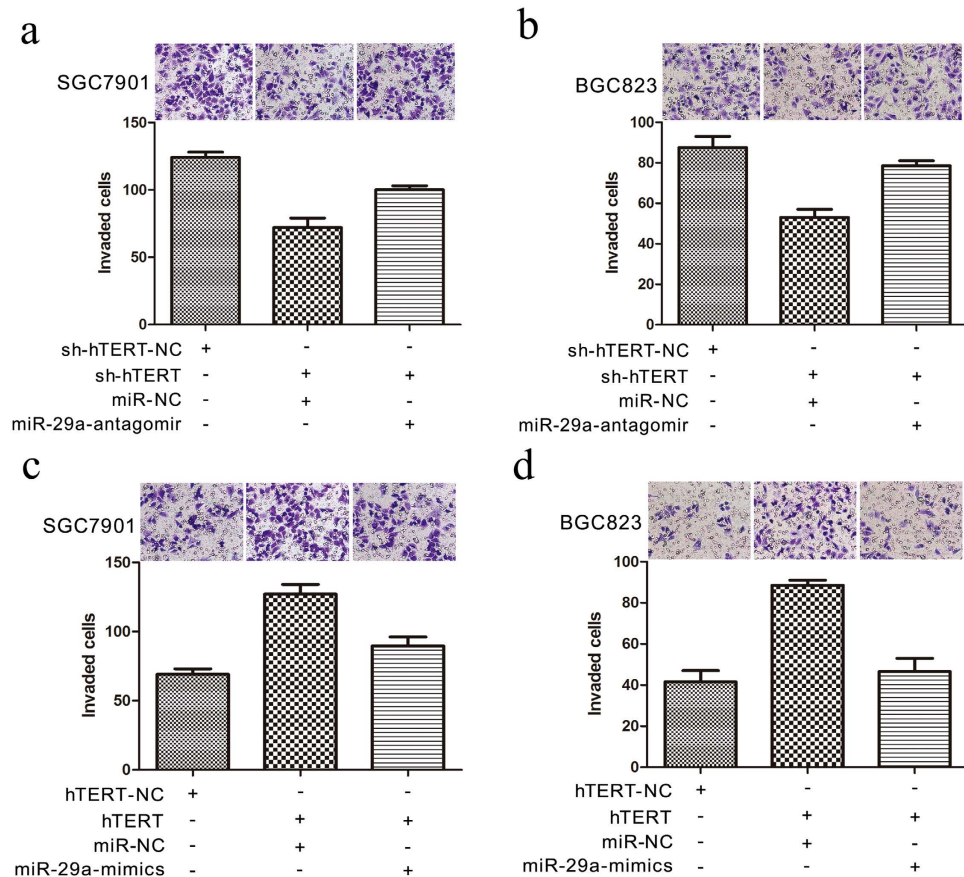 a
SGC7901
Invaded cells
150
100
50
0
sh-hTERT-NC + - -
sh-hTERT - + +
miR-NC - + -
miR-29a-antagomir - - +
b
BGC823
Invaded cells
100
80
60
40
20
0
sh-hTERT-NC + - -
sh-hTERT - + +
miR-NC - + -
miR-29a-antagomir - - +
c
SGC7901
Invaded cells
150
100
50
0
hTERT-NC + - -
hTERT - + +
miR-NC - + -
miR-29a-mimics - - +
d
BGC823
Invaded cells
100
80
60
40
20
0
hTERT-NC + - -
hTERT - + +
miR-NC - + -
miR-29a-mimics - - +